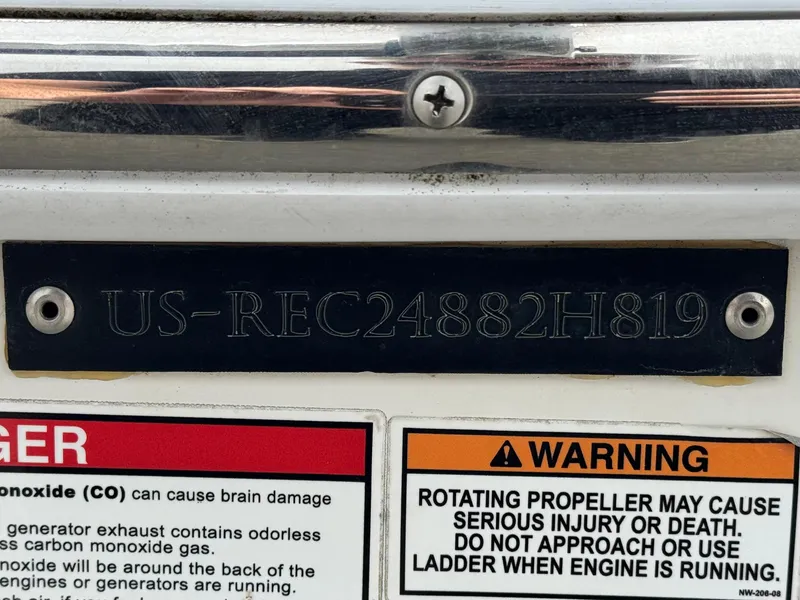 US-REC24882H819
GER
onoxide (CO) can cause brain damage
generator exhaust contains odorless
ss carbon monoxide gas.
noxide will be around the back of the
engines or generators are running.
WARNING
ROTATING PROPELLER MAY CAUSE
SERIOUS INJURY OR DEATH.
DO NOT APPROACH OR USE
LADDER WHEN ENGINE IS RUNNING.
NW-206-08